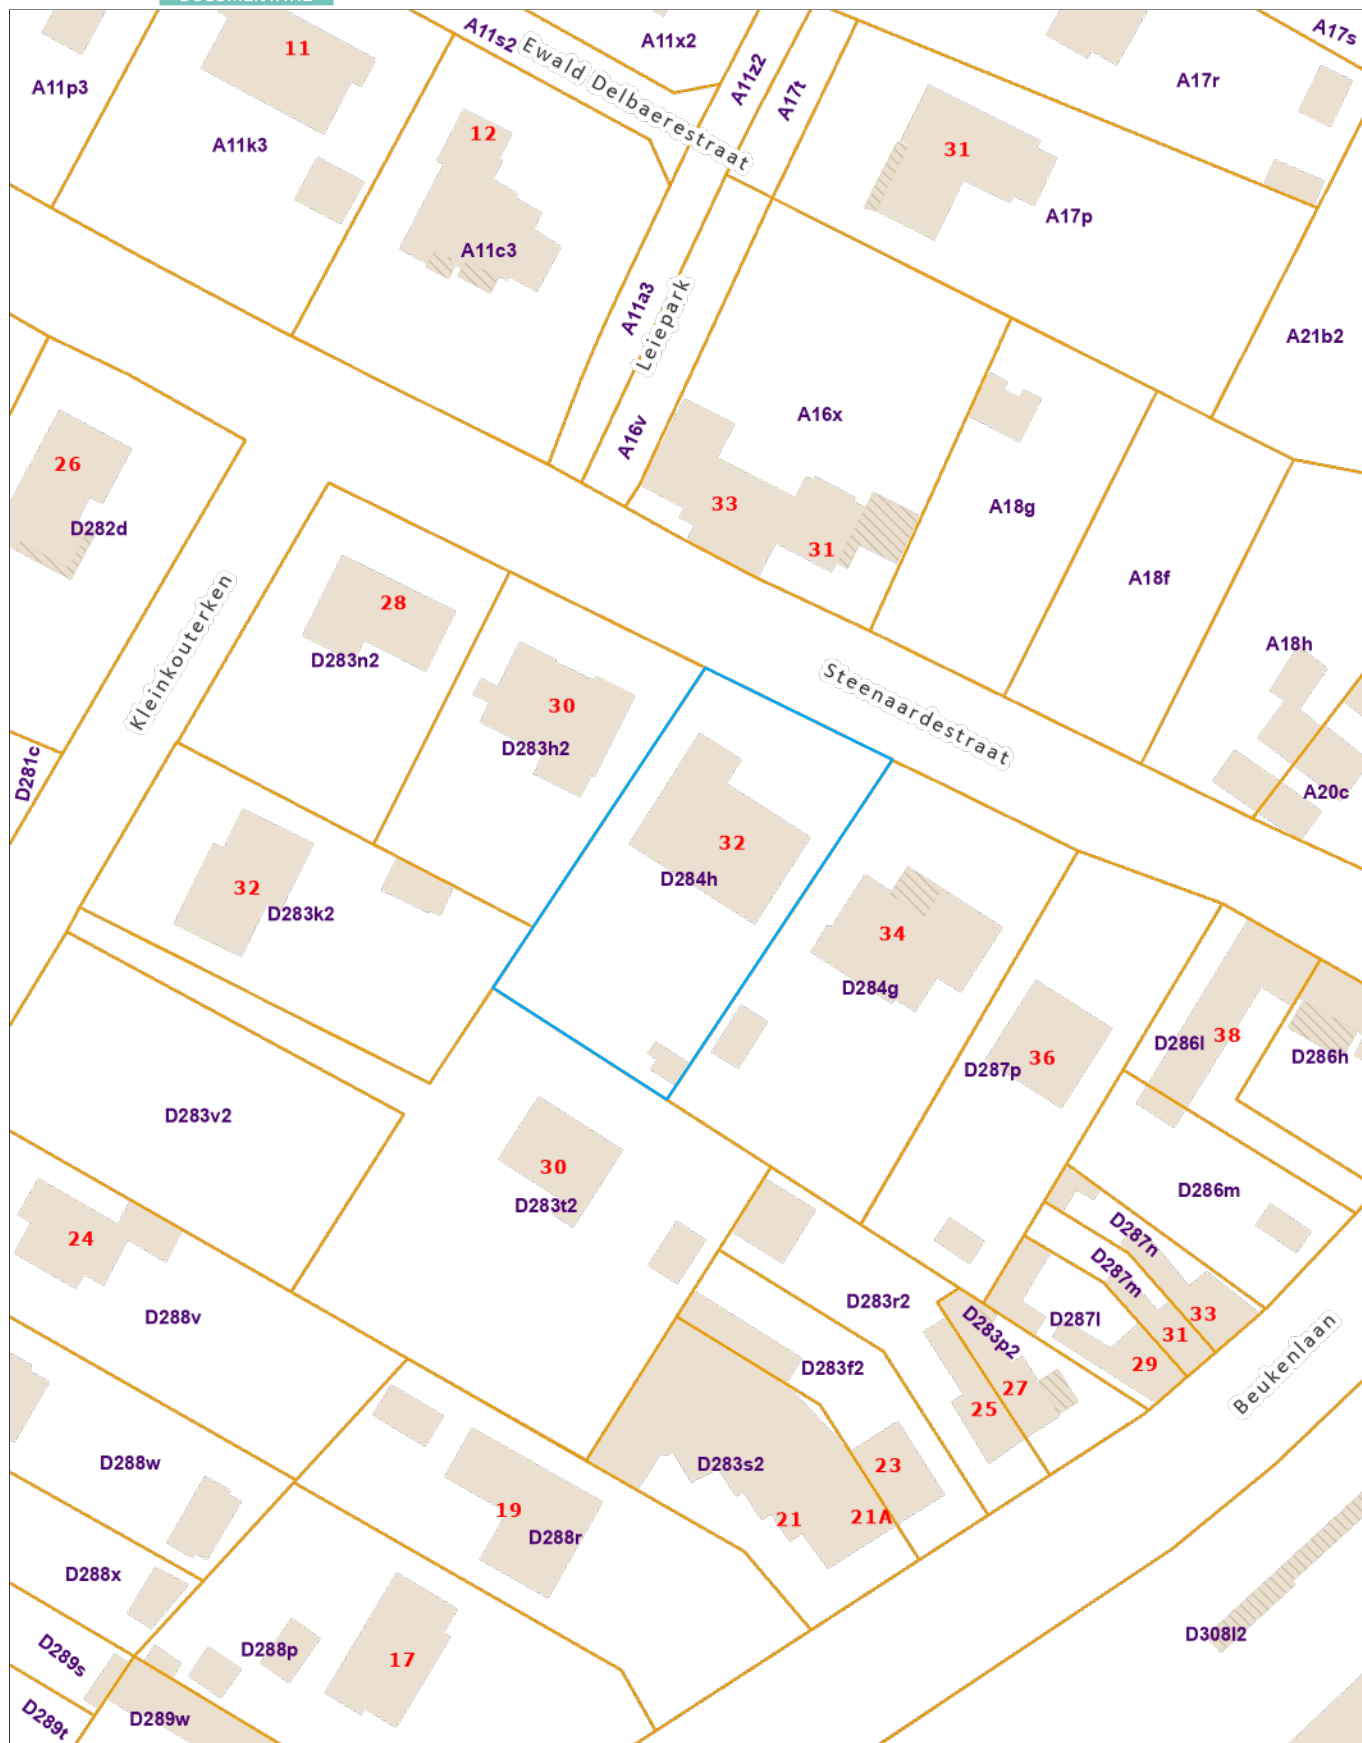 A11s2
A11x2
A17s
11
Ewald Delbaerestraat
A11z2
A17t
A17r
A11p3
12
A11k3
31
A17p
A11c3
A11a3
Leiepark
A21b2
A16x
A16v
26
33
A18g
D282d
31
A18f
28
Kleinkouterken
D283n2
A18h
30
Steenaardestraat
D283h2
D281c
A20c
32
D284h
32
D283k2
34
D284g
38
D286l
D286h
36
D287p
D283v2
30
D286m
D283t2
24
D287n
D287m
D283r2
D288v
D287l
33
D283p2
31
29
D283f2
Beukenlaan
27
25
D288w
D283s2
23
19
21
21A
D288r
D288x
D308l2
D289s
D288p
17
D289t
D289w